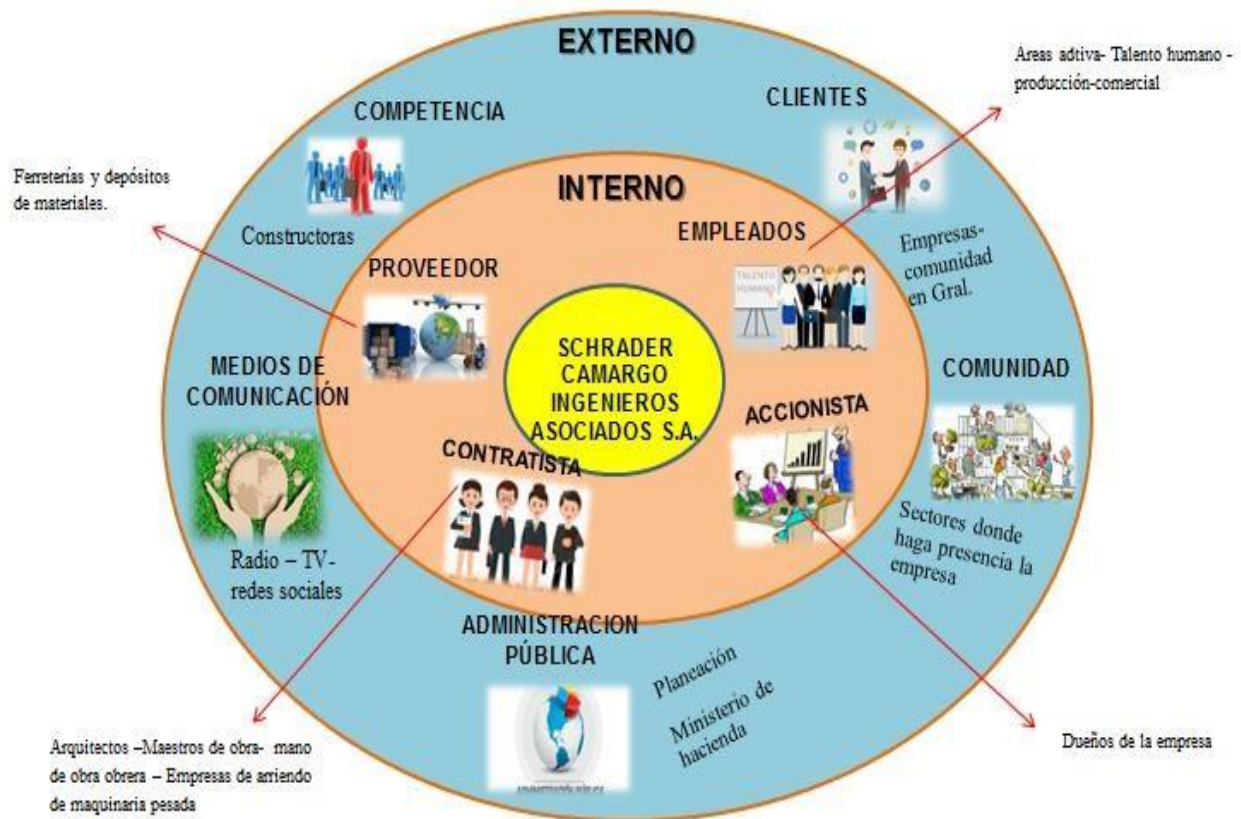 EXTERNO
Areas adtiva- Talento humano -
producción-comercial
CLIENTES
COMPETENCIA
Ferreterías y depósitos
de materiales.
INTERNO
Constructoras
EMPLEADOS
Empresas-
comunidad
en Gral.
PROVEEDOR
TALENTO
HUMANO
SCHRADER
CAMARGO
INGENIEROS
ASOCIADOS S.A.
MEDIOS DE
COMUNICACIÓN
COMUNIDAD
ACCIONISTA
CONTRATISTA
Sectores donde
haga presencia la
empresa
Radio – TV-
redes sociales
ADMINISTRACION
PÚBLICA
Planeación
Ministerio de
hacienda
Arquitectos –Maestros de obra- mano
de obra obrera – Empresas de arriendo
de maquinaria pesada
Dueños de la empresa
ADMINISTRACIÓN PÚBLICA